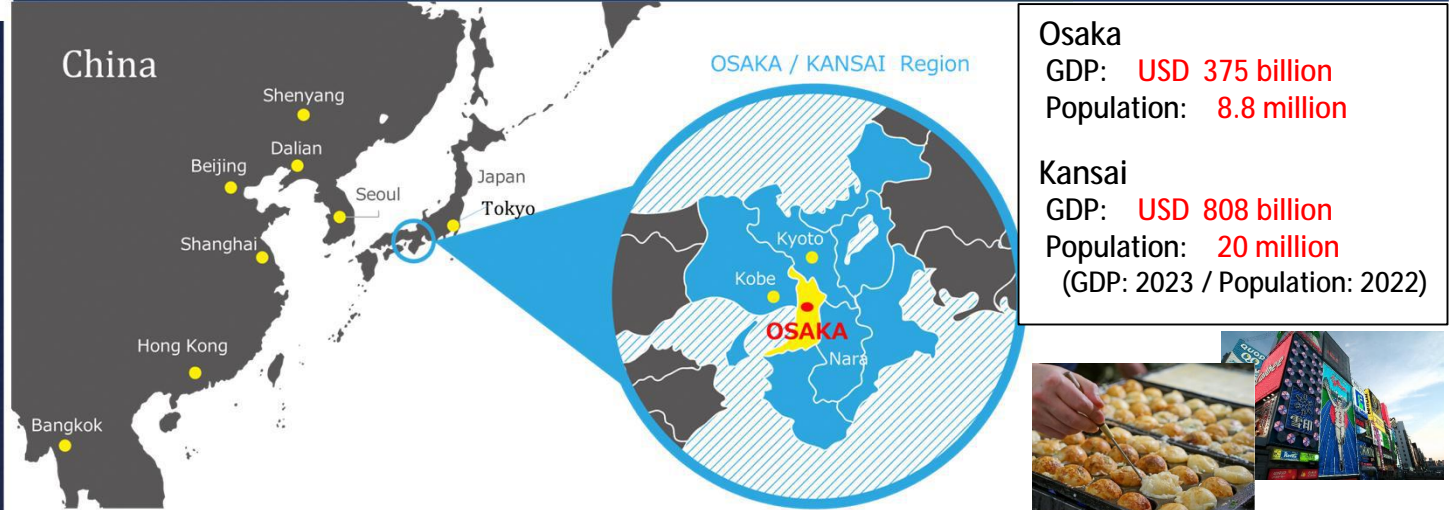 China
Shenyang
Dalian
Beijing
Seoul
Japan
Tokyo
Shanghai
Hong Kong
Bangkok
OSAKA / KANSAI Region
Kyoto
Kobe
OSAKA
Nara
Osaka
GDP: USD 375 billion
Population: 8.8 million
Kansai
GDP: USD 808 billion
Population: 20 million
(GDP: 2023 / Population: 2022)
雪印